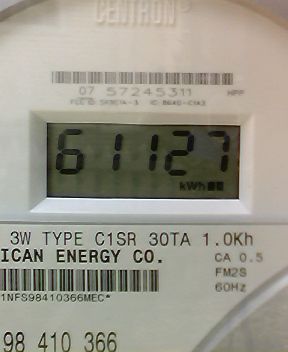 CENTRON
07 57245311 HPP
61127
kWh
3W TYPE C1SR 30TA 1.0Kh
ICAN ENERGY CO. CA 0.5
FM2S
60Hz
1NFS98410366MEC*
98 410 366